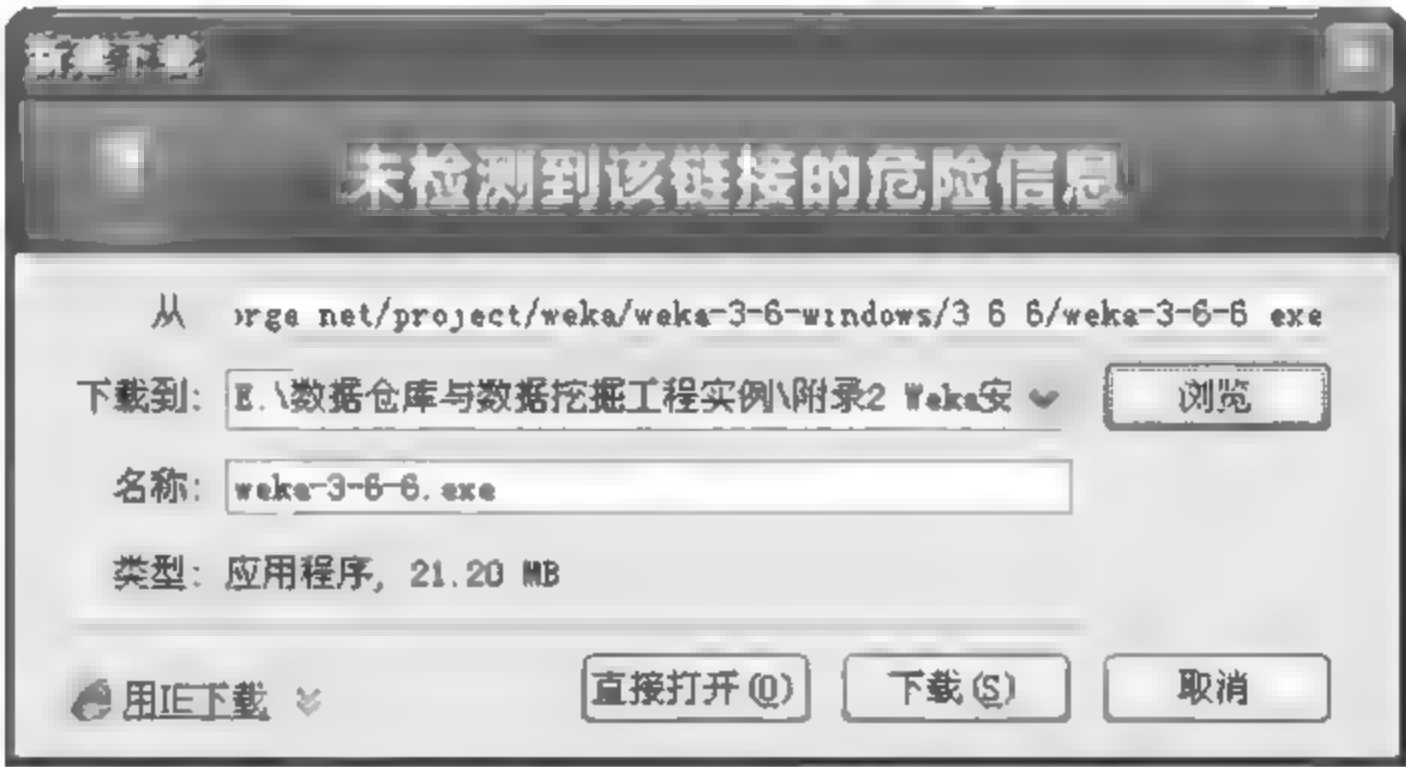 新建下载
未检测到该链接的危险信息
从 orge net/project/weka/weka-3-6-windows/3 6 6/weka-3-6-6 exe
下载到: E.\数据仓库与数据挖掘工程实例\附录2 Weka安 浏览
名称: weka-3-6-6.exe
类型: 应用程序, 21.20 MB
用IE下载 直接打开(O) 下载(S) 取消